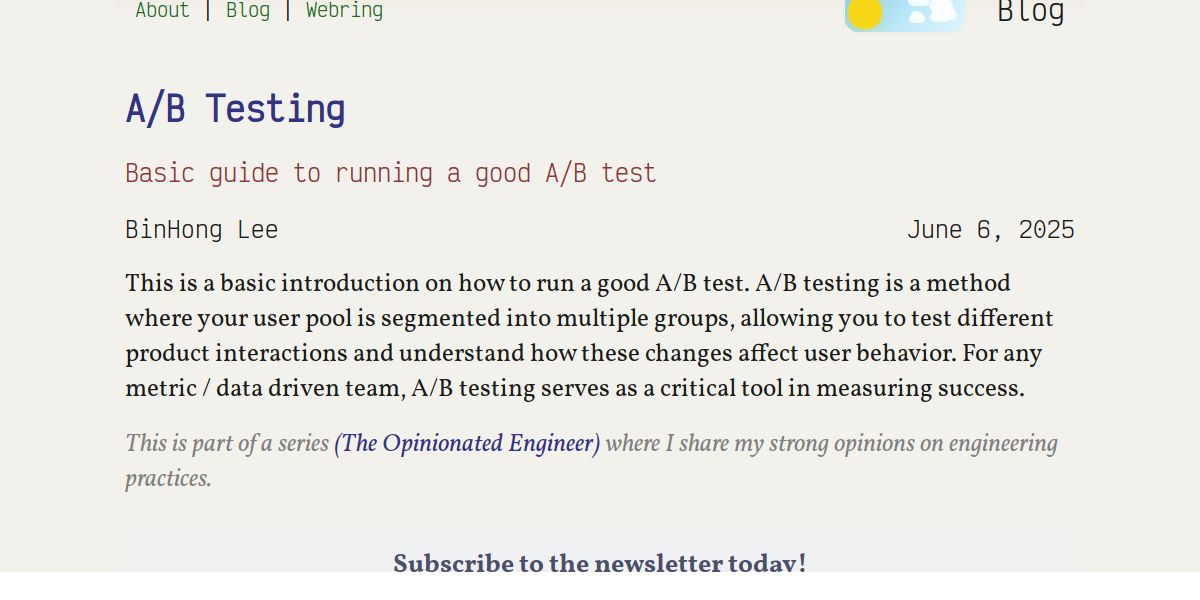 About | Blog | Webring
Blog
A/B Testing
Basic guide to running a good A/B test
BinHong Lee
June 6, 2025
This is a basic introduction on how to run a good A/B test. A/B testing is a method
where your user pool is segmented into multiple groups, allowing you to test different
product interactions and understand how these changes affect user behavior. For any
metric / data driven team, A/B testing serves as a critical tool in measuring success.
This is part of a series (The Opinionated Engineer) where I share my strong opinions on engineering
practices.
Subscribe to the newsletter today!